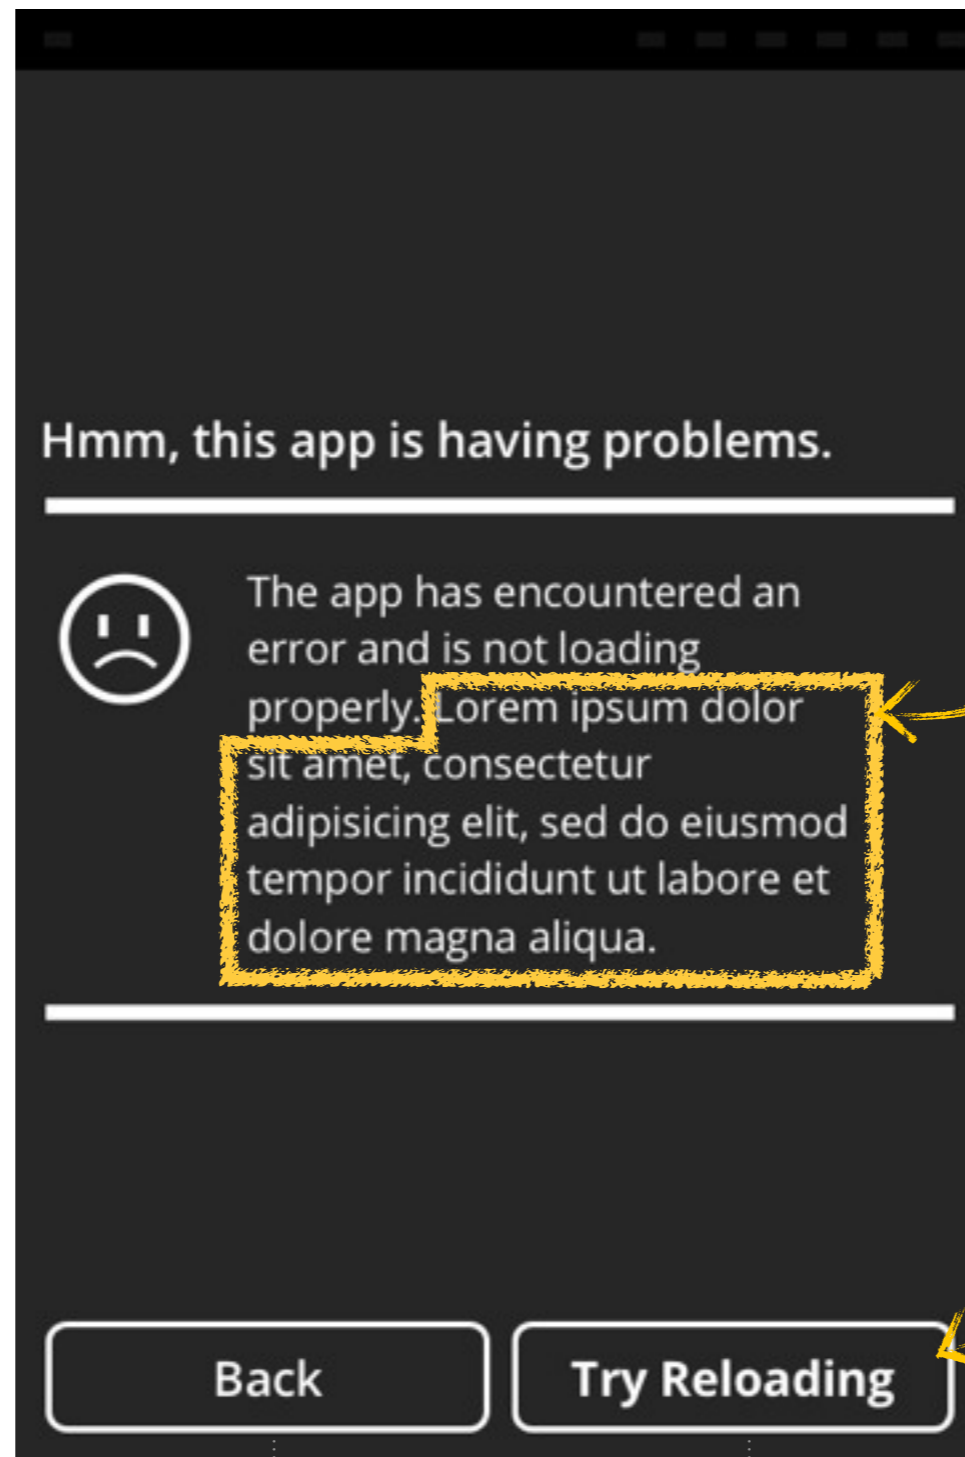 Hmm, this app is having problems.
The app has encountered an
error and is not loading
properly. Lorem ipsum dolor
sit amet, consectetur
adipisicing elit, sed do eiusmod
tempor incididunt ut labore et
dolore magna aliqua.
Back
Try Reloading